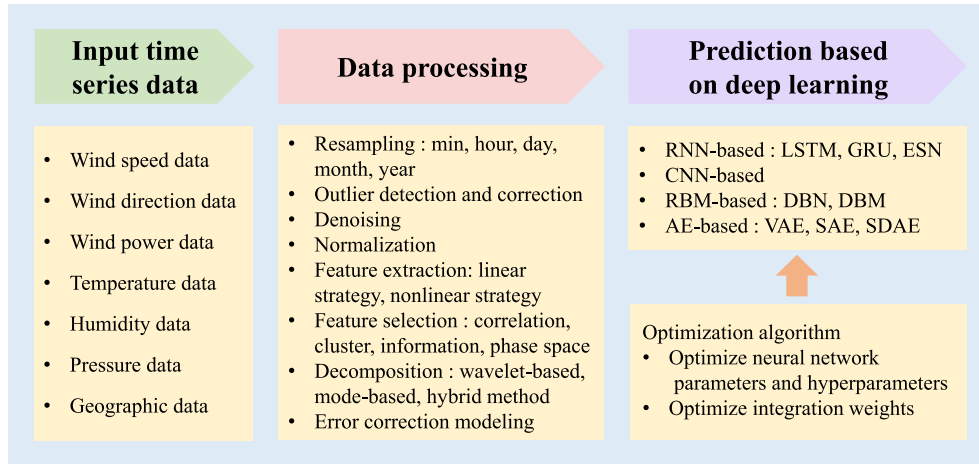 Input time
series data
• Wind speed data
• Wind direction data
• Wind power data
• Temperature data
• Humidity data
• Pressure data
• Geographic data
Data processing
• Resampling : min, hour, day,
month, year
• Outlier detection and correction
• Denoising
• Normalization
• Feature extraction: linear
strategy, nonlinear strategy
• Feature selection : correlation,
cluster, information, phase space
• Decomposition : wavelet-based,
mode-based, hybrid method
• Error correction modeling
Prediction based
on deep learning
• RNN-based : LSTM, GRU, ESN
• CNN-based
• RBM-based : DBN, DBM
• AE-based : VAE, SAE, SDAE
Optimization algorithm
• Optimize neural network
parameters and hyperparameters
• Optimize integration weights